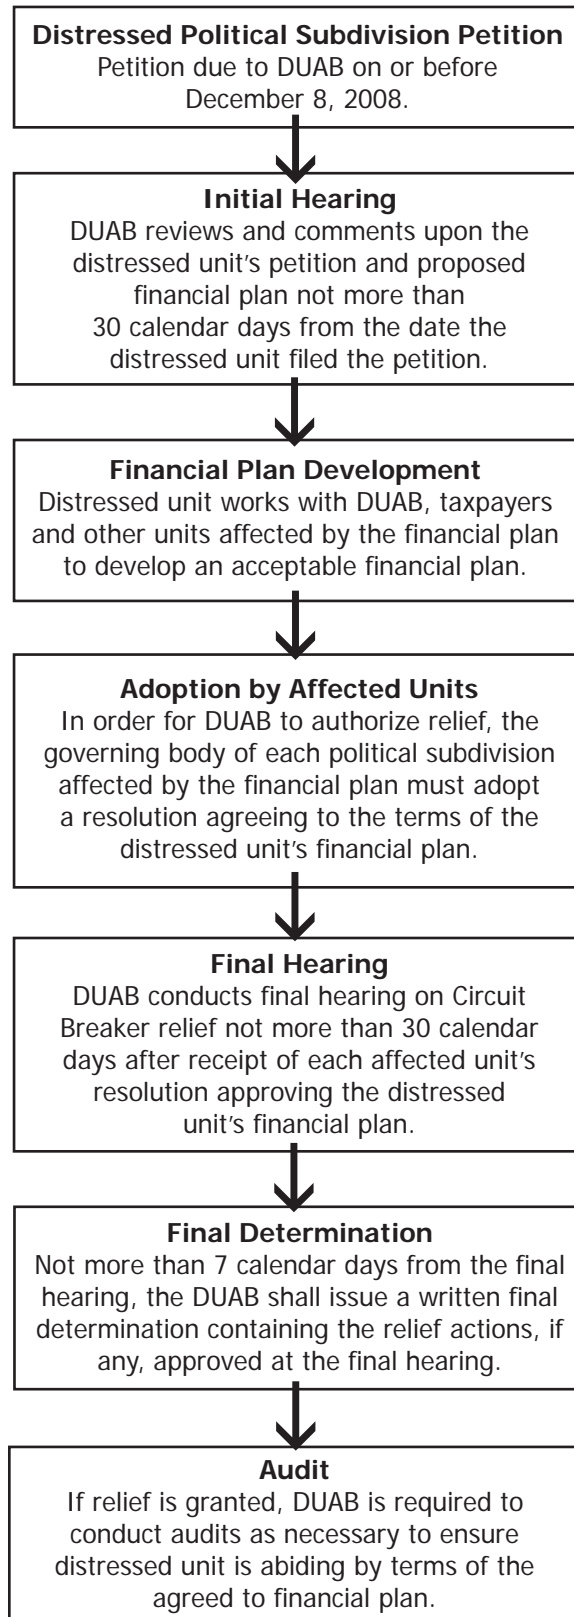 Distressed Political Subdivision Petition
Petition due to DUAB on or before
December 8, 2008.
Initial Hearing
DUAB reviews and comments upon the
distressed unit's petition and proposed
financial plan not more than
30 calendar days from the date the
distressed unit filed the petition.
Financial Plan Development
Distressed unit works with DUAB, taxpayers
and other units affected by the financial plan
to develop an acceptable financial plan.
Adoption by Affected Units
In order for DUAB to authorize relief, the
governing body of each political subdivision
affected by the financial plan must adopt
a resolution agreeing to the terms of the
distressed unit's financial plan.
Final Hearing
DUAB conducts final hearing on Circuit
Breaker relief not more than 30 calendar
days after receipt of each affected unit's
resolution approving the distressed
unit's financial plan.
Final Determination
Not more than 7 calendar days from the final
hearing, the DUAB shall issue a written final
determination containing the relief actions, if
any, approved at the final hearing.
Audit
If relief is granted, DUAB is required to
conduct audits as necessary to ensure
distressed unit is abiding by terms of the
agreed to financial plan.